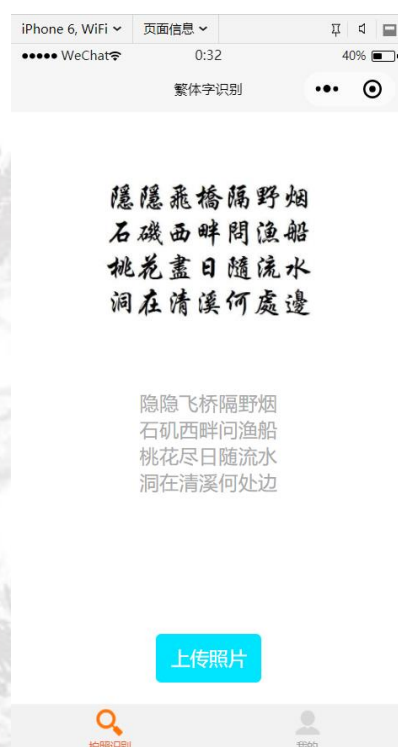 iPhone 6, WiFi 页面信息
WeChat 0:32 40%
繁体字识别
隱隱飛橋隔野烟
石磯西畔問漁船
桃花盡日隨流水
洞在清溪何處邊
隐隐飞桥隔野烟
石矶西畔问渔船
桃花尽日随流水
洞在清溪何处边
上传照片
拍照识别 我的